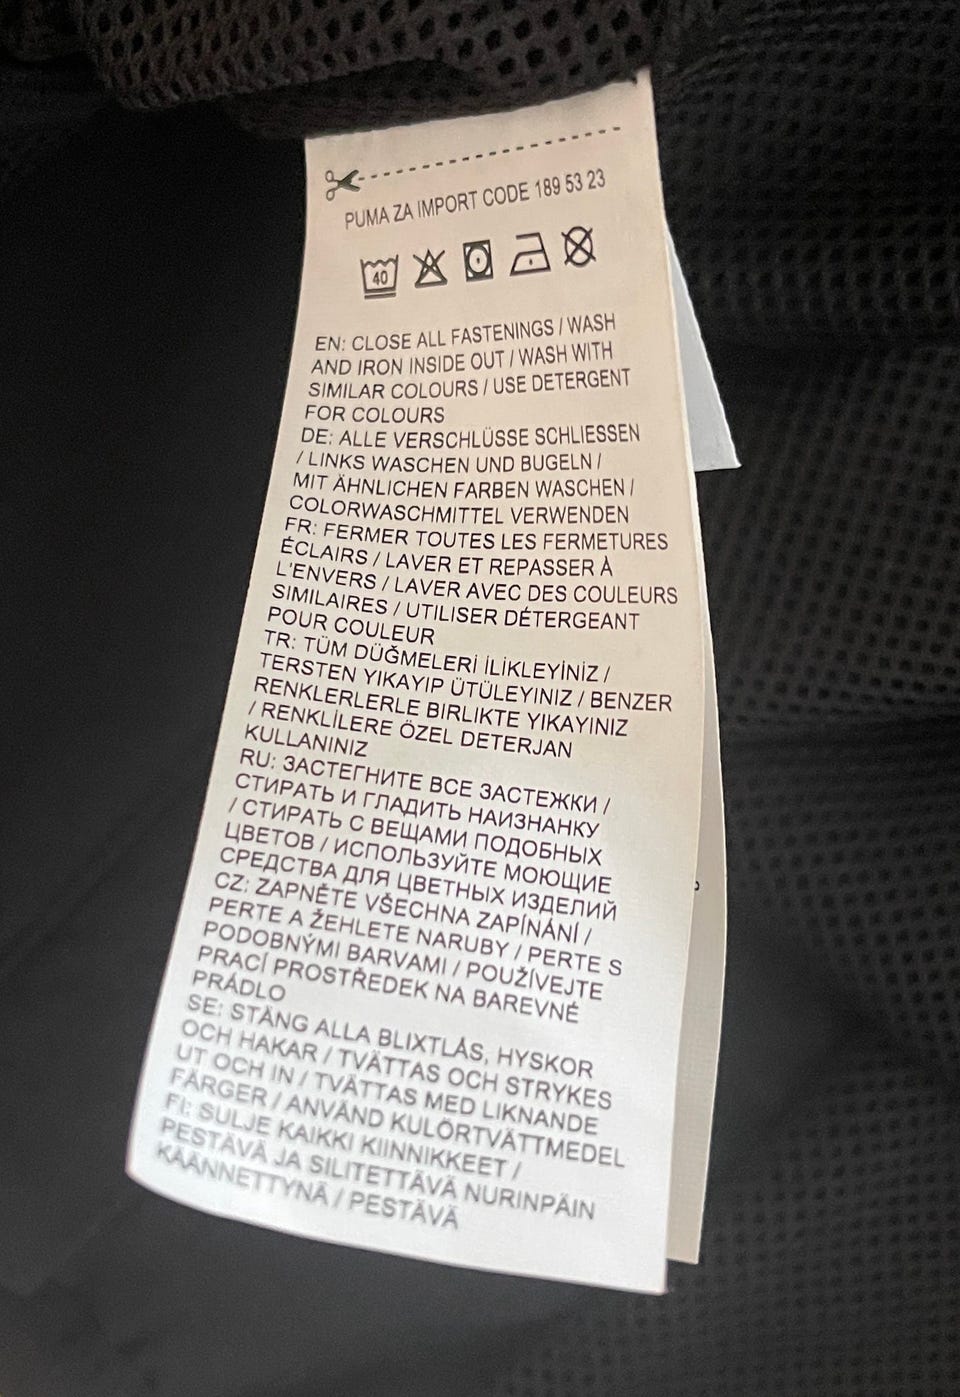 PUMA ZA IMPORT CODE 189 53 23
40
EN: CLOSE ALL FASTENINGS / WASH
AND IRON INSIDE OUT / WASH WITH
SIMILAR COLOURS / USE DETERGENT
FOR COLOURS
DE: ALLE VERSCHLÜSSE SCHLIESSEN
/ LINKS WASCHEN UND BUGELN /
MIT ÄHNLICHEN FARBEN WASCHEN /
COLORWASCHMITTEL VERWENDEN
FR: FERMER TOUTES LES FERMETURES
ÉCLAIRS / LAVER ET REPASSER À
L'ENVERS / LAVER AVEC DES COULEURS
SIMILAIRES / UTILISER DÉTERGEANT
POUR COULEUR
TR: TÜM DÜĞMELERİ İLİKLEYİNİZ /
TERSTEN YIKAYIP ÜTÜLEYINIZ / BENZER
RENKLERLERLE BIRLIKTE YIKAYINIZ
/ RENKLİLERE ÖZEL DETERJAN
KULLANINIZ
RU: ЗАСТЕГНИТЕ ВСЕ ЗАСТЕЖКИ /
СТИРАТЬ И ГЛАДИТЬ НАИЗНАНКУ
/ СТИРАТЬ С ВЕЩАМИ ПОДОБНЫХ
ЦВЕТОВ / ИСПОЛЬЗУЙТЕ МОЮЩИЕ
СРЕДСТВА ДЛЯ ЦВЕТНЫХ ИЗДЕЛИЙ
CZ: ZAPNĚTE VŠECHNA ZAPÍNÁNÍ /
PERTE A ŽEHLETE NARUBY / PERTE S
PODOBNÝMI BARVAMI / POUŽÍVEJTE
PRACÍ PROSTŘEDEK NA BAREVNÉ
PRÁDLO
SE: STÄNG ALLA BLIXTLÅS, HYSKOR
OCH HAKAR / TVÄTTAS OCH STRYKES
UT OCH IN / TVÄTTAS MED LIKNANDE
FÄRGER / ANVÄND KULÖRTVÄTTMEDEL
FI: SULJE KAIKKI KIINNIKKEET /
PESTÄVÄ JA SILITETTÄVÄ NURINPÄIN
KÄÄNNETTYNÄ / PESTÄVÄ